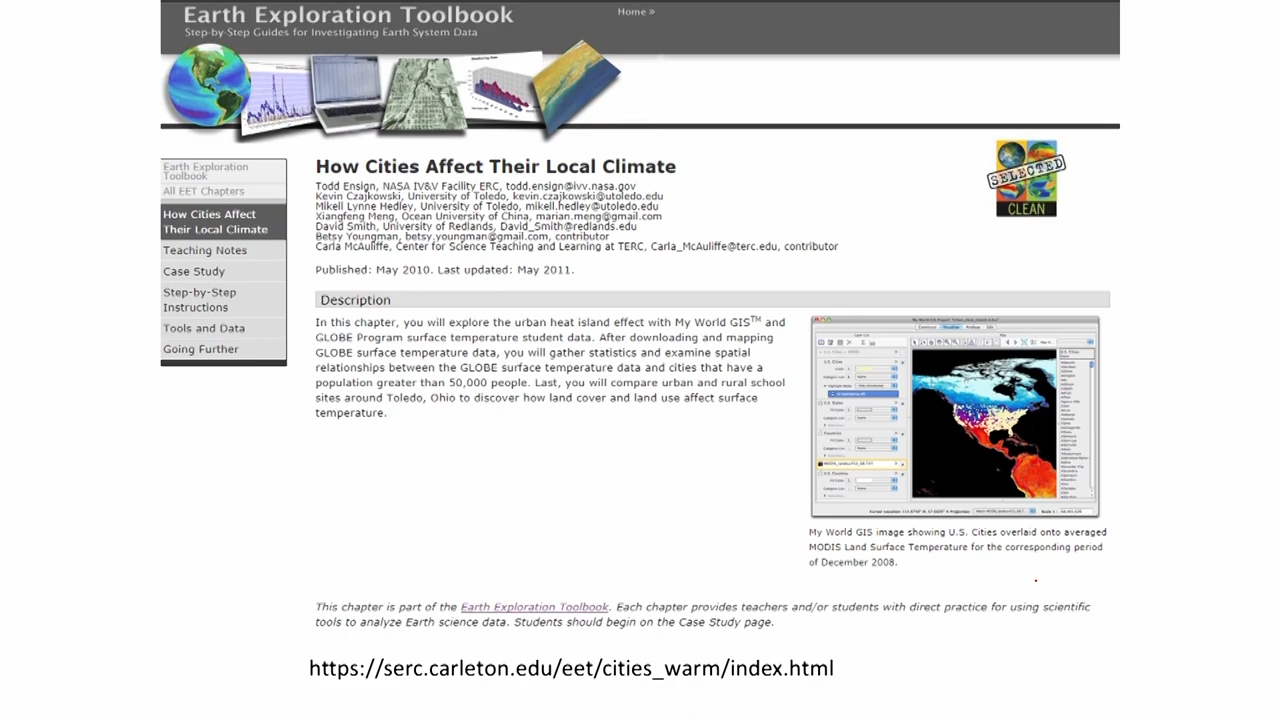 Earth Exploration Toolbook
Home »
Step-by-Step Guides for Investigating Earth System Data
Earth Exploration
Toolbook
All EET Chapters
How Cities Affect
Their Local Climate
Teaching Notes
Case Study
Step-by-Step
Instructions
Tools and Data
Going Further
How Cities Affect Their Local Climate
Todd Ensign, NASA IV&V Facility ERC, todd.ensign@ivv.nasa.gov
Kevin Czajkowski, University of Toledo, kevin.czajkowski@utoledo.edu
Mikell Lynne Hedley, University of Toledo, mikell.hedley@utoledo.edu
Xiangfeng Meng, Ocean University of China, marian.meng@gmail.com
David Smith, University of Redlands, David_Smith@redlands.edu
Betsy Youngman, betsy.youngman@gmail.com, contributor
Carla McAuliffe, Center for Science Teaching and Learning at TERC, Carla_McAuliffe@terc.edu, contributor
Published: May 2010. Last updated: May 2011.
SELECTED
CLEAN
Description
In this chapter, you will explore the urban heat island effect with My World GIS™ and
GLOBE Program surface temperature student data. After downloading and mapping
GLOBE surface temperature data, you will gather statistics and examine spatial
relationships between the GLOBE surface temperature data and cities that have a
population greater than 50,000 people. Last, you will compare urban and rural school
sites around Toledo, Ohio to discover how land cover and land use affect surface
temperature.
My World GIS image showing U.S. Cities overlaid onto averaged
MODIS Land Surface Temperature for the corresponding period
of December 2008.
This chapter is part of the Earth Exploration Toolbook. Each chapter provides teachers and/or students with direct practice for using scientific
tools to analyze Earth science data. Students should begin on the Case Study page.
https://serc.carleton.edu/eet/cities_warm/index.html